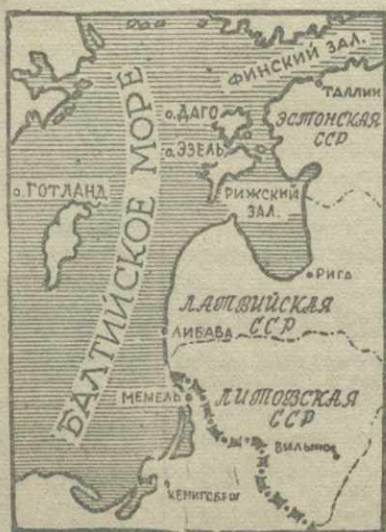 ФИНСКИЙ ЗАЛ.
ТАЛЛИН
о.ДАГО
ЭСТОНСКАЯ
ССР
о.ЭЗЕЛЬ
о.ГОТЛАНД
РИЖСКИЙ
ЗАЛ.
БАЛТИЙСКОЕ МОРЕ
РИГА
ЛАТВИЙСКАЯ
ССР
ЛИБАВА
МЕМЕЛЬ
ЛИТОВСКАЯ
ССР
ВИЛЬНЮС
КЕНИГСБЕРГ